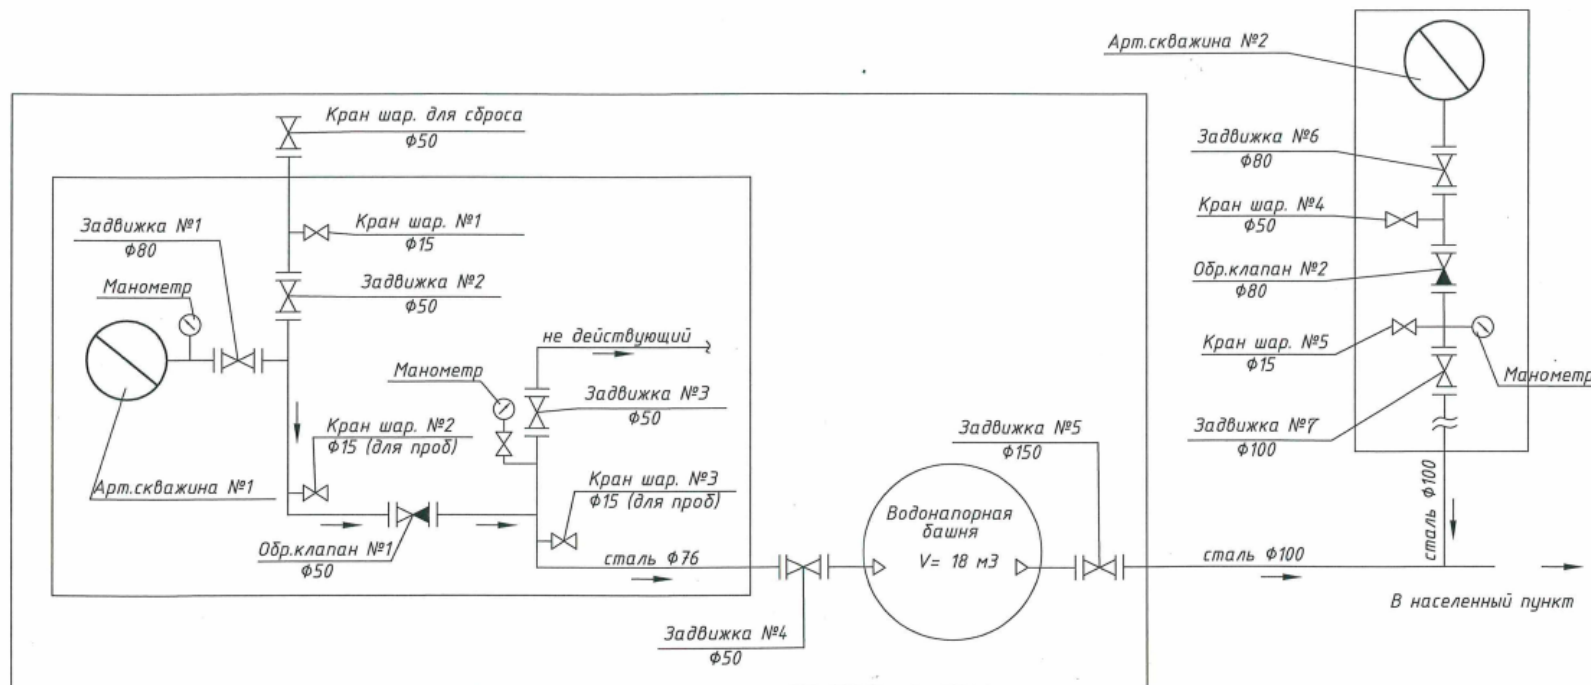 Арт.скважина №2
Кран шар. для сброса
Ф50
Задвижка №6
Ф80
Задвижка №1
Ф80
Кран шар. №1
Ф15
Кран шар. №4
Ф50
Манометр
Задвижка №2
Ф50
Обр.клапан №2
Ф80
не действующий
Кран шар. №5
Ф15
Манометр
Манометр
Задвижка №3
Ф50
Задвижка №7
Ф100
Кран шар. №2
Ф15 (для проб)
Задвижка №5
Ф150
Арт.скважина №1
Кран шар. №3
Ф15 (для проб)
сталь Ф100
Водонапорная
башня
V= 18 м3
Обр.клапан №1
Ф50
сталь Ф76
сталь Ф100
В населенный пункт
Задвижка №4
Ф50